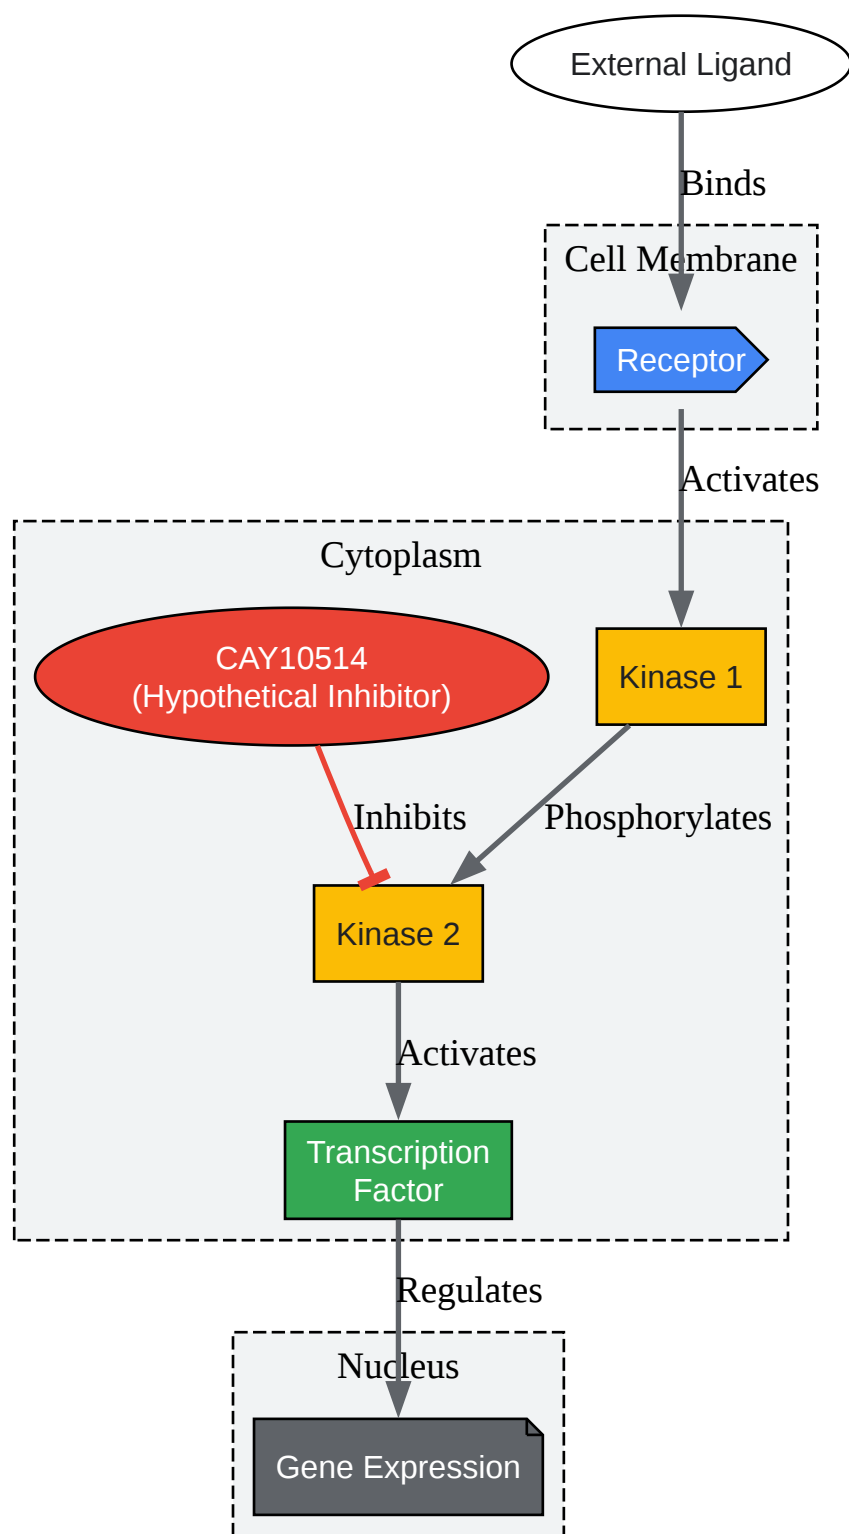 External Ligand
Binds
Cell Membrane
Receptor
Activates
Cytoplasm
CAY10514
(Hypothetical Inhibitor)
Kinase 1
Inhibits
Phosphorylates
Kinase 2
Activates
Transcription
Factor
Regulates
Nucleus
Gene Expression